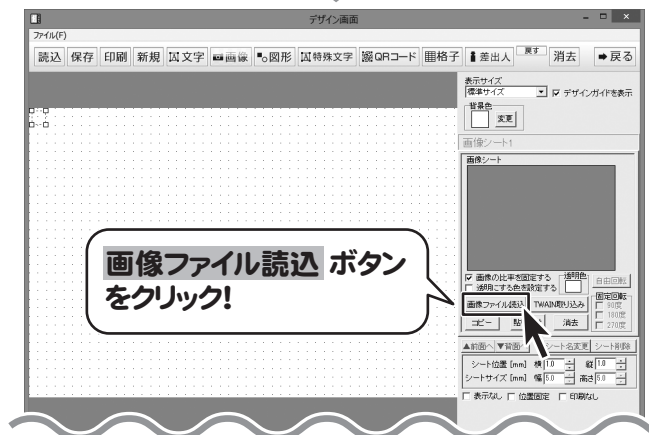 デザイン画面
ファイル(F)
読込 保存 印刷 新規 文字 画像 図形 特殊文字 QRコード 格子 差出人 戻す 消去 戻る
表示サイズ
標準サイズ デザインガイドを表示
背景色
変更
画像シート1
画像シート
画像の比率を固定する 透明色
透明にする色を設定する 自由回転
画像ファイル読込 TWAIN取り込み 固定回転
90度
コピー 貼 消去 180度
270度
▲前面へ ▼背面 シート名変更 シート削除
シート位置 [mm] 横 1.0 縦 1.0
シートサイズ [mm] 幅 5.0 高さ 5.0
表示なし 位置固定 印刷なし
画像ファイル読込 ボタン
をクリック!